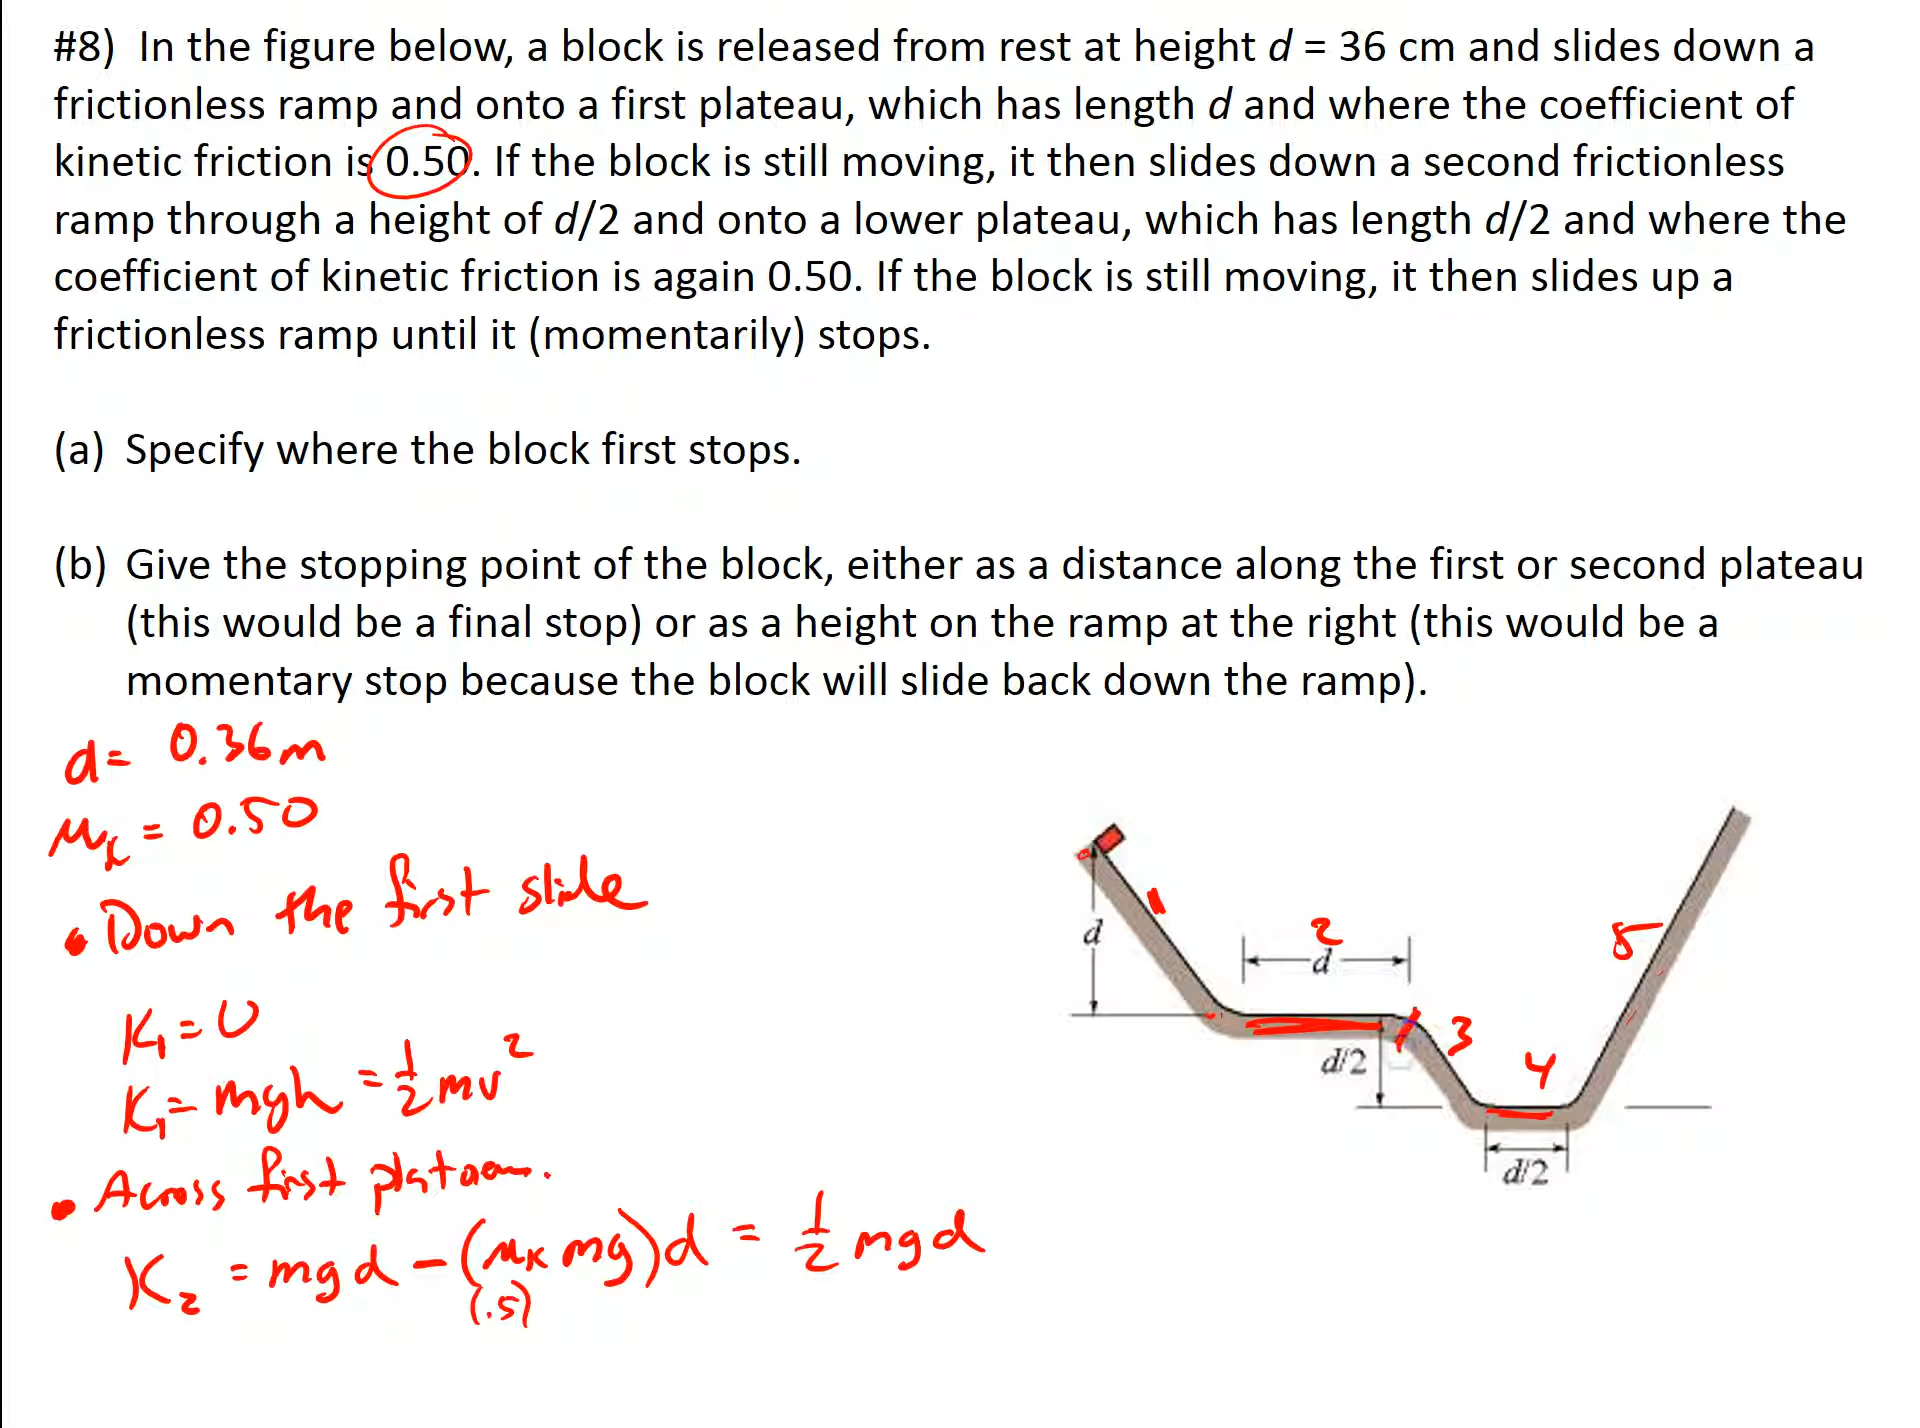 #8) In the figure below, a block is released from rest at height d = 36 cm and slides down a
frictionless ramp and onto a first plateau, which has length d and where the coefficient of
kinetic friction is 0.50. If the block is still moving, it then slides down a second frictionless
ramp through a height of d/2 and onto a lower plateau, which has length d/2 and where the
coefficient of kinetic friction is again 0.50. If the block is still moving, it then slides up a
frictionless ramp until it (momentarily) stops.
(a) Specify where the block first stops.
(b) Give the stopping point of the block, either as a distance along the first or second plateau
(this would be a final stop) or as a height on the ramp at the right (this would be a
momentary stop because the block will slide back down the ramp).
d = 0.36 m
μk = 0.50
• Down the first slide
K₁ = 0
K₁ = mgh = 1/2 mv²
• Across first
K₂ = mgd - (μk mg)d = 1/2 mgd
(.5)
1
d
2
d
5
3
d/2
4
d/2